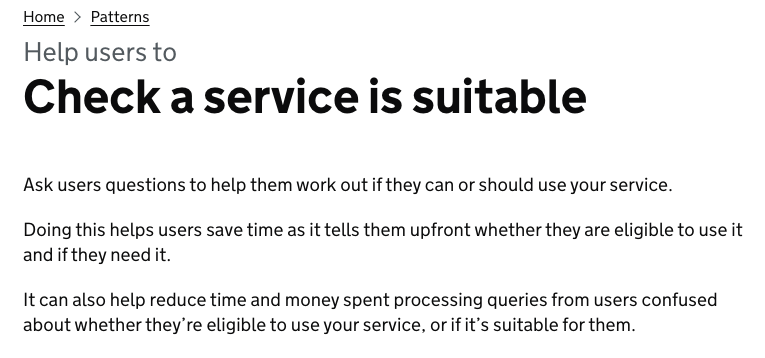 Home > Patterns
Help users to
Check a service is suitable
Ask users questions to help them work out if they can or should use your service.
Doing this helps users save time as it tells them upfront whether they are eligible to use it
and if they need it.
It can also help reduce time and money spent processing queries from users confused
about whether they’re eligible to use your service, or if it’s suitable for them.